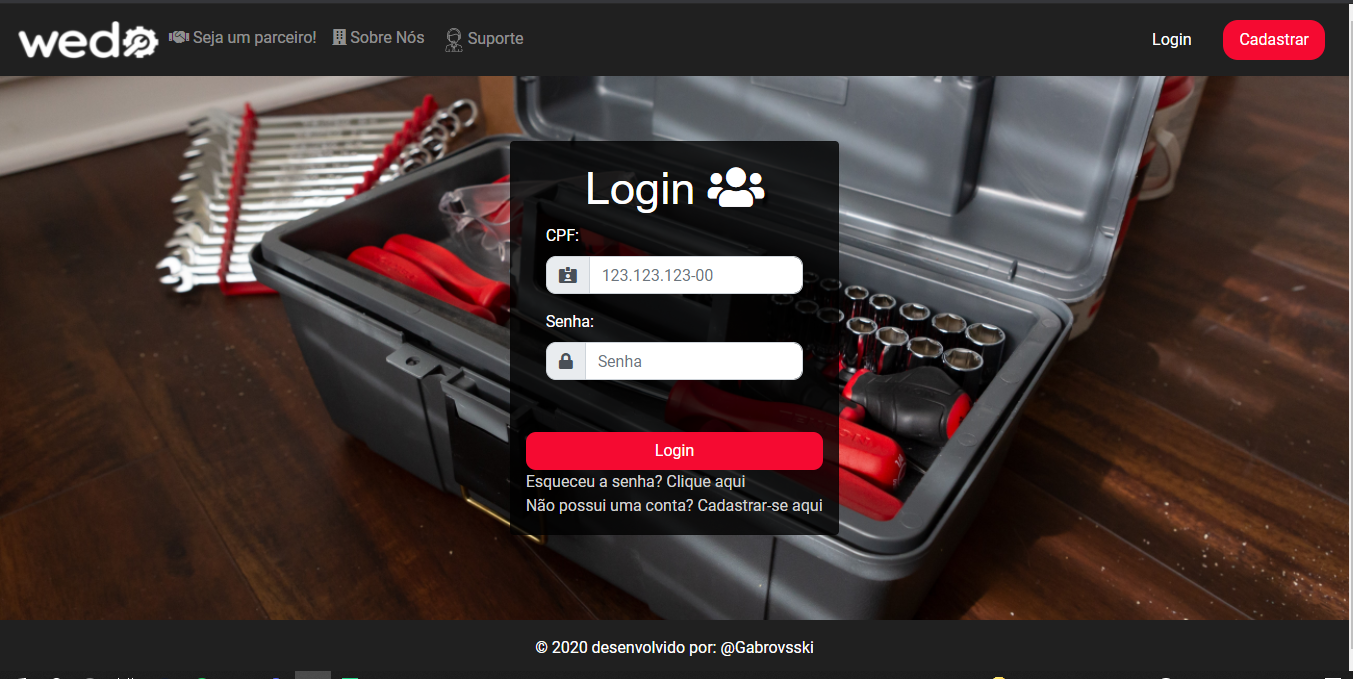 wedo
Seja um parceiro! Sobre Nós Suporte
Login Cadastrar
Login
CPF:
123.123.123-00
Senha:
Senha
Login
Esqueceu a senha? Clique aqui
Não possui uma conta? Cadastrar-se aqui
© 2020 desenvolvido por: @Gabrovsski